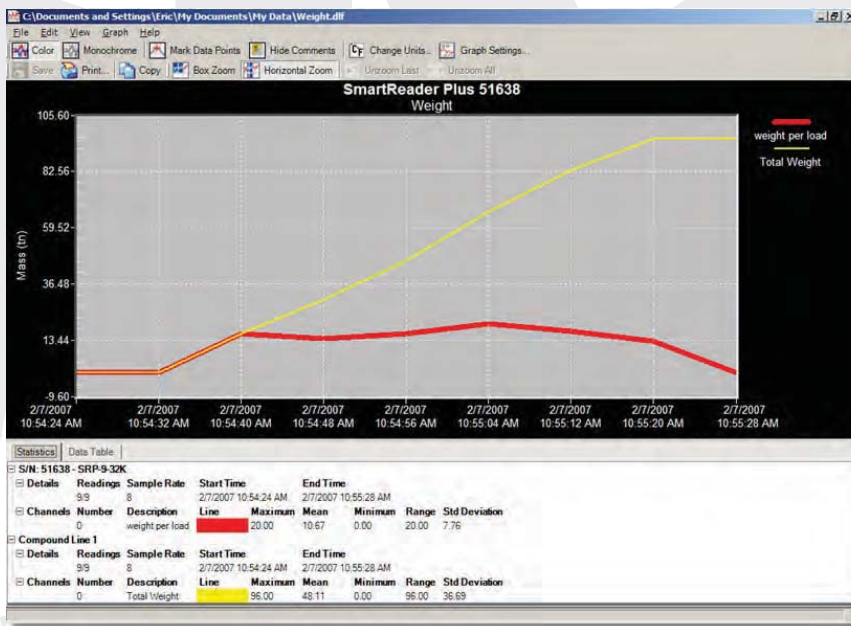 C:\Documents and Settings\Eric\My Documents\My Data\Weight.dlf
File Edit View Graph Help
Color Monochrome Mark Data Points Hide Comments CF Change Units... Graph Settings...
Save Print... Copy Box Zoom Horizontal Zoom Unzoom Last Unzoom All
SmartReader Plus 51638
Weight
105.60
82.56
59.52
36.48
13.44
-9.60
Mass (tn)
weight per load
Total Weight
2/7/2007 2/7/2007 2/7/2007 2/7/2007 2/7/2007 2/7/2007 2/7/2007 2/7/2007 2/7/2007
10:54:24 AM 10:54:32 AM 10:54:40 AM 10:54:48 AM 10:54:56 AM 10:55:04 AM 10:55:12 AM 10:55:20 AM 10:55:28 AM
Statistics Data Table
S/N: 51638 - SRP-9-32K
Details Readings Sample Rate Start Time End Time
9/9 8 2/7/2007 10:54:24 AM 2/7/2007 10:55:28 AM
Channels Number Description Line Maximum Mean Minimum Range Std Deviation
0 weight per load 20.00 10.67 0.00 20.00 7.76
Compound Line 1
Details Readings Sample Rate Start Time End Time
9/9 8 2/7/2007 10:54:24 AM 2/7/2007 10:55:28 AM
Channels Number Description Line Maximum Mean Minimum Range Std Deviation
0 Total Weight 96.00 48.11 0.00 96.00 36.69